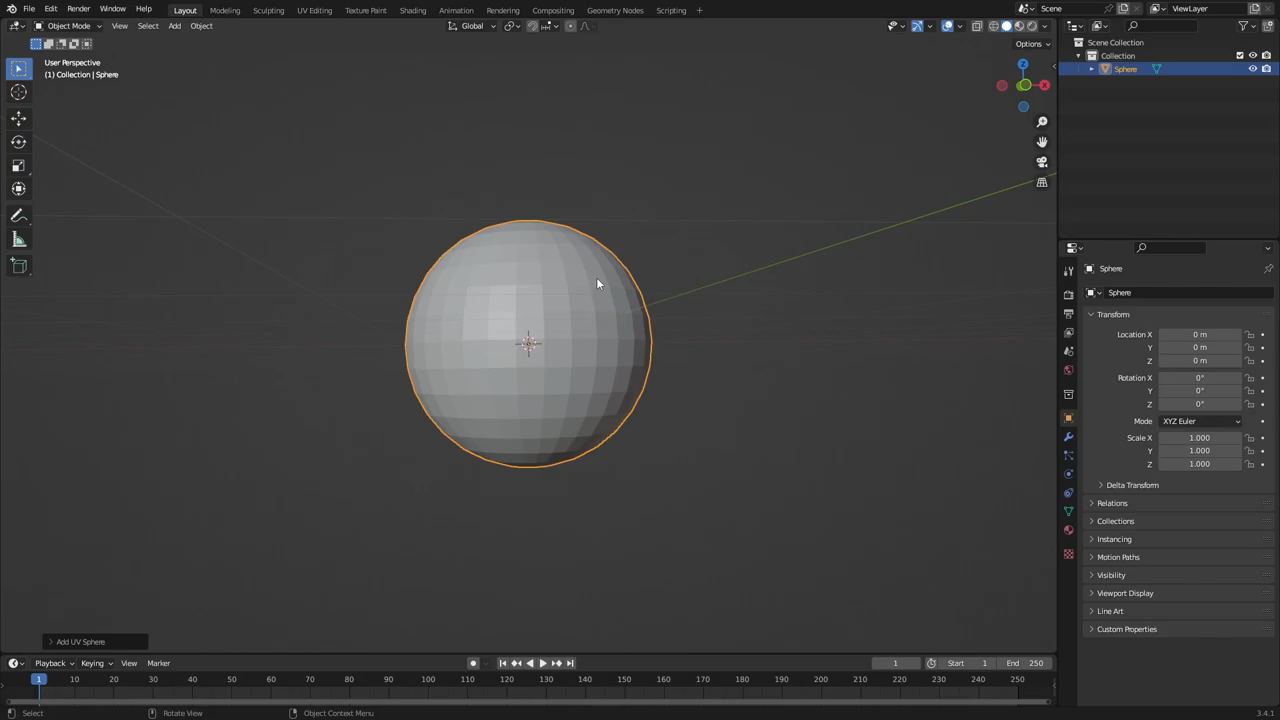 File Edit Render Window Help Layout Modeling Sculpting UV Editing Texture Paint Shading Animation Rendering Compositing Geometry Nodes Scripting + Scene ViewLayer
Object Mode View Select Add Object Global
Options
User Perspective
(1) Collection | Sphere
Z
X
Add UV Sphere
Scene Collection
Collection
Sphere
Sphere
Sphere
Transform
Location X 0 m
Y 0 m
Z 0 m
Rotation X 0°
Y 0°
Z 0°
Mode XYZ Euler
Scale X 1.000
Y 1.000
Z 1.000
Delta Transform
Relations
Collections
Instancing
Motion Paths
Visibility
Viewport Display
Line Art
Custom Properties
Playback Keying View Marker 1 Start 1 End 250
1 10 20 30 40 50 60 70 80 90 100 110 120 130 140 150 160 170 180 190 200 210 220 230 240 250
Select Rotate View Object Context Menu 3.4.1